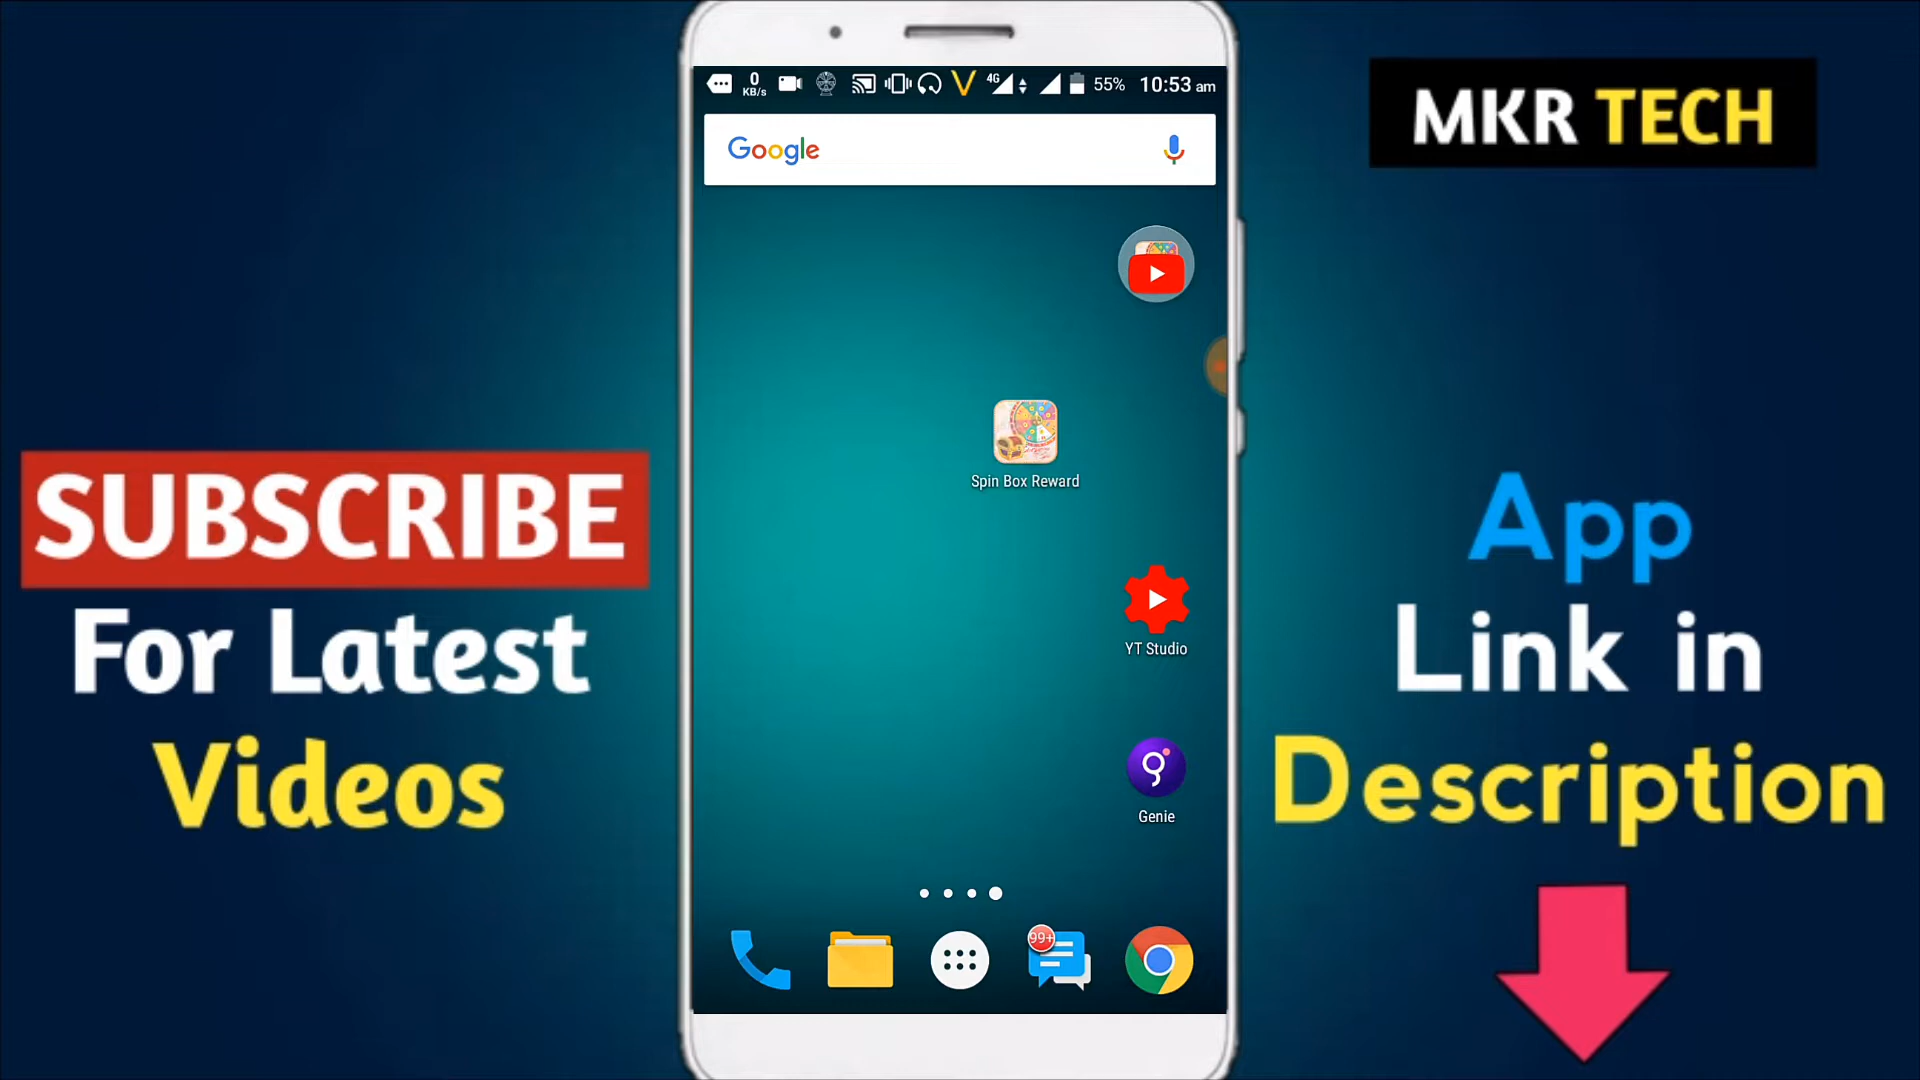 0
KB/s
4G
55%
10:53 am
Google
MKR TECH
Spin Box Reward
SUBSCRIBE
For Latest
Videos
App
Link in
Description
YT Studio
Genie
99+